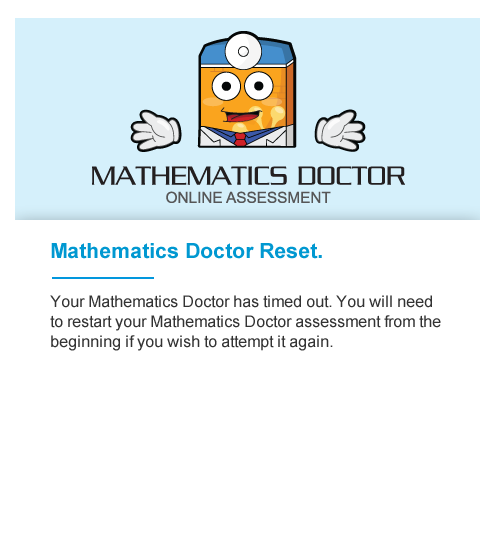 MATHEMATICS DOCTOR
ONLINE ASSESSMENT
Mathematics Doctor Reset.
Your Mathematics Doctor has timed out. You will need
to restart your Mathematics Doctor assessment from the
beginning if you wish to attempt it again.